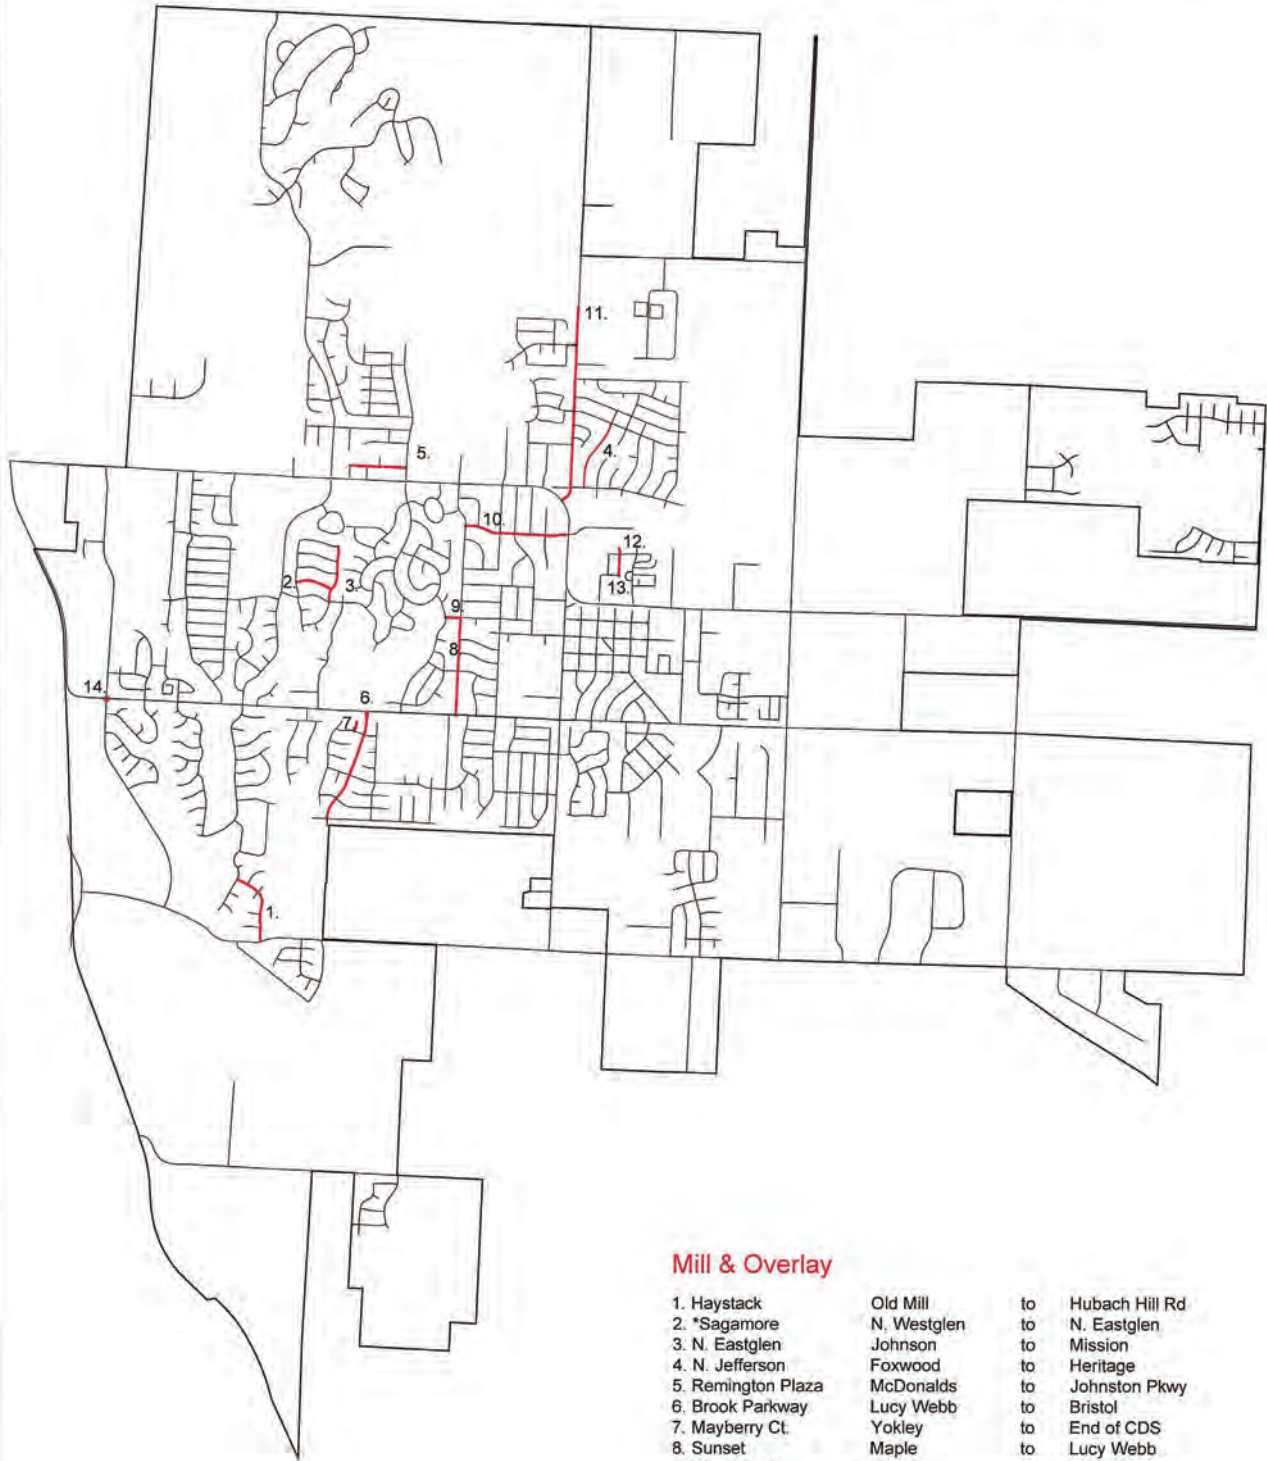 11.
4.
5.
10.
12.
2.
3.
13.
9.
8
14.
6.
7.
1.
Mill & Overlay
1. Haystack Old Mill to Hubach Hill Rd
2. *Sagamore N. Westglen to N. Eastglen
3. N. Eastglen Johnson to Mission
4. N. Jefferson Foxwood to Heritage
5. Remington Plaza McDonalds to Johnston Pkwy
6. Brook Parkway Lucy Webb to Bristol
7. Mayberry Ct. Yokley to End of CDS
8. Sunset Maple to Lucy Webb